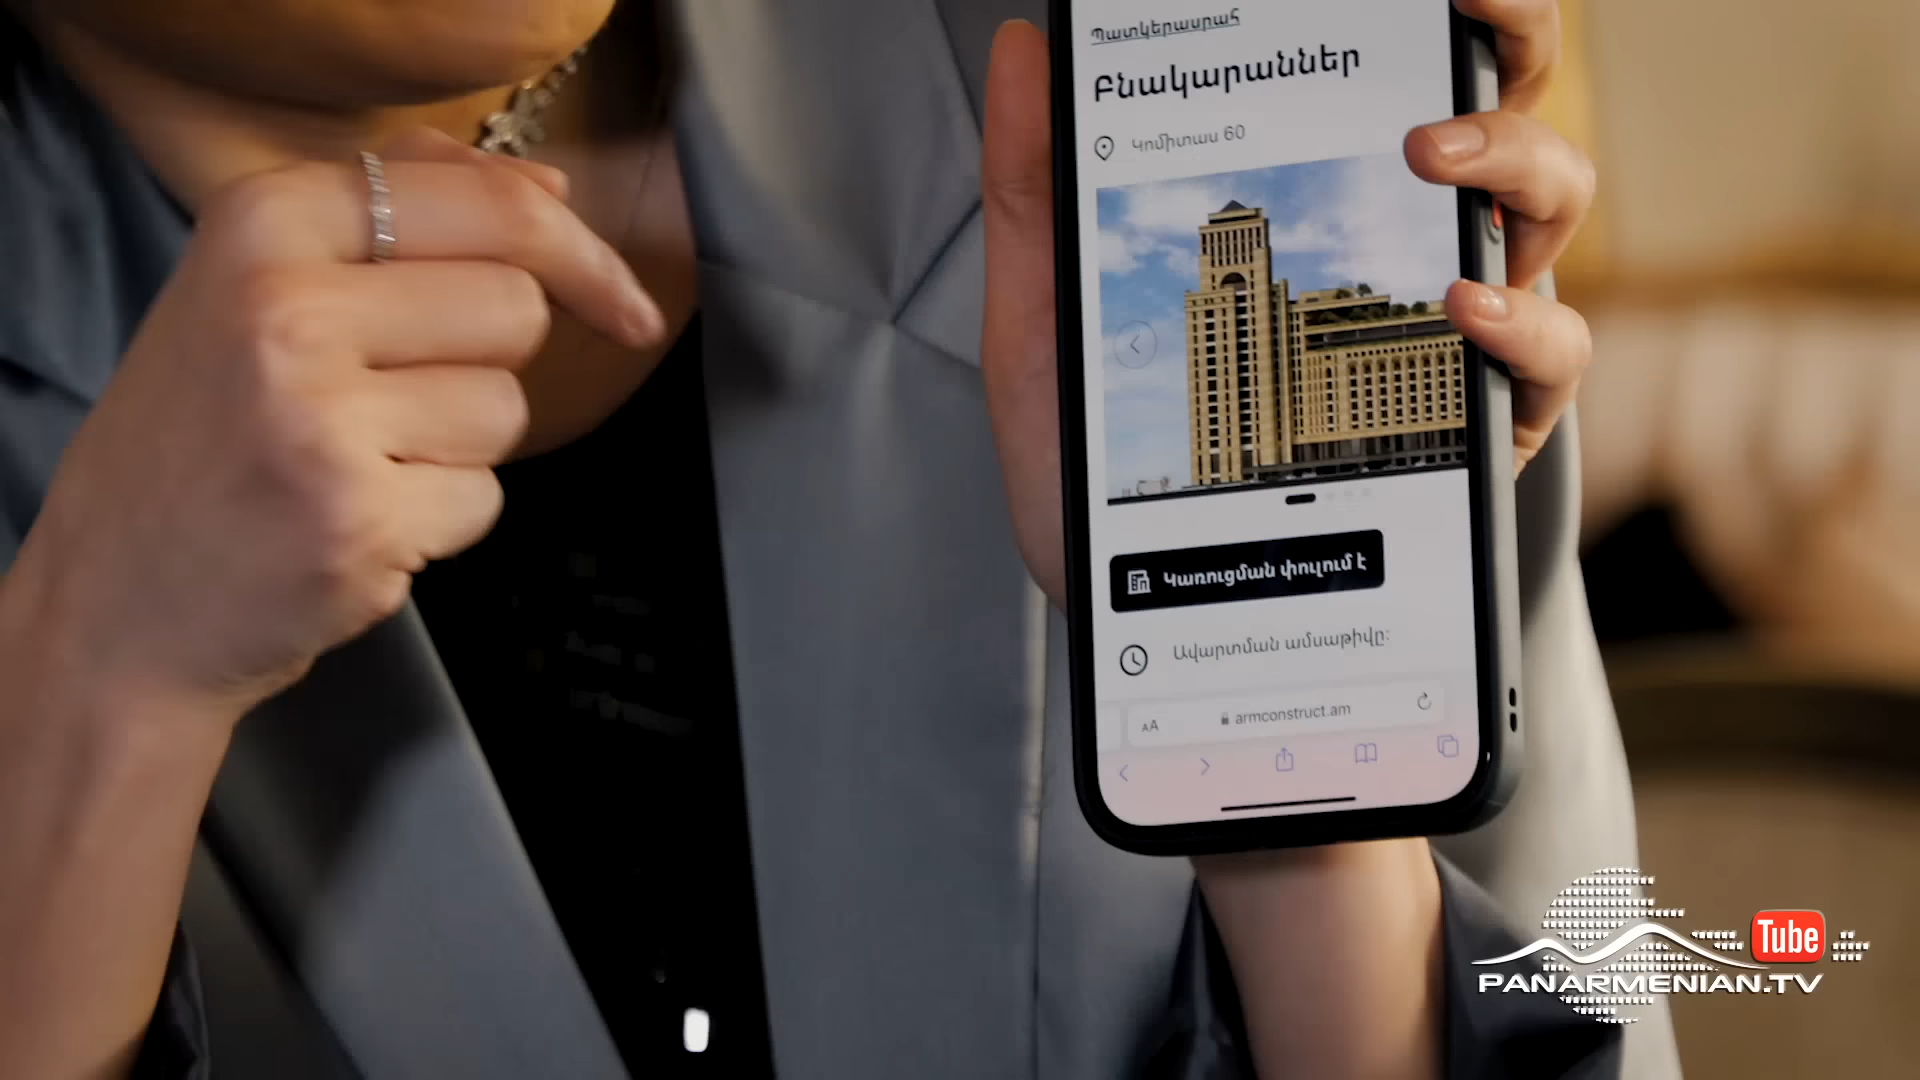 Պատկերասրահ
Բնակարաններ
Կոմիտաս 60
Կառուցման փուլում է
Ավարտման ամսաթիվը:
AA armconstruct.am
Tube
PANARMENIAN.TV